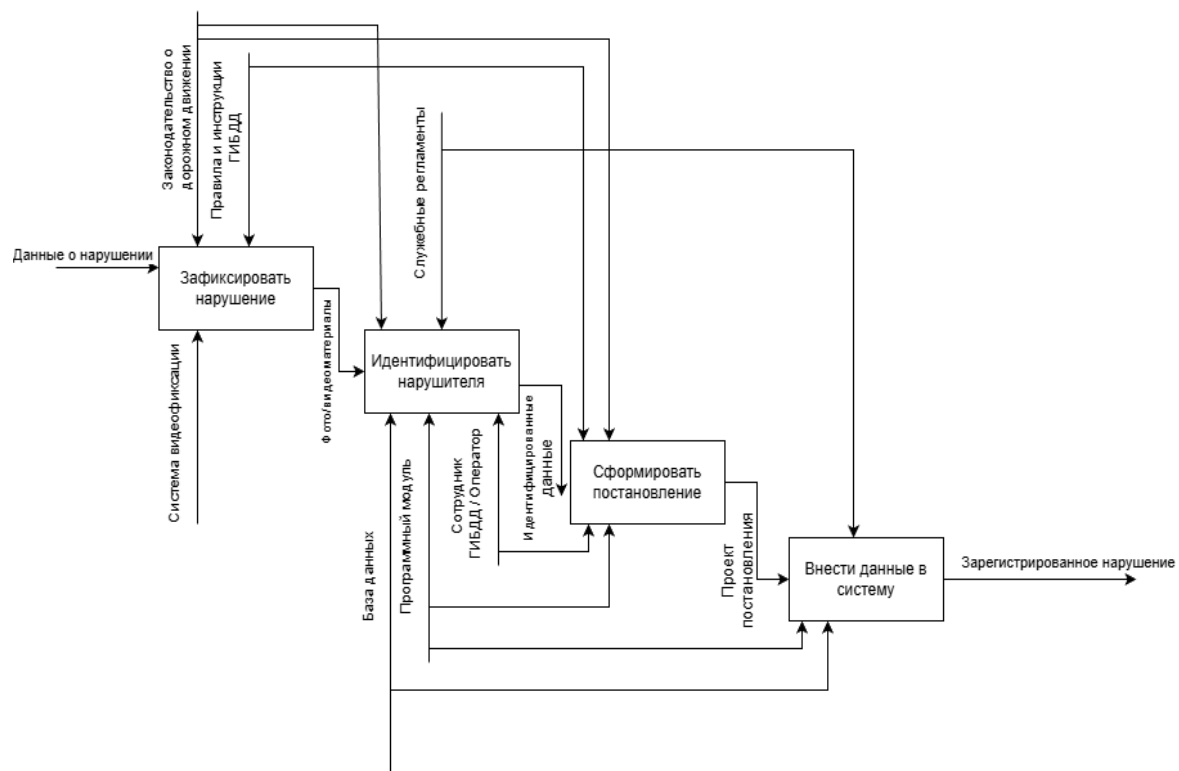 Законодательство о
дорожном движении
Правила и инструкции
ГИБДД
Служебные регламенты
Данные о нарушении
Зафиксировать
нарушение
Система видеофиксации
Фото/видеоматериалы
Идентифицировать
нарушителя
База данных
Программный модуль
Сотрудник
ГИБДД / Оператор
Идентифицированные
данные
Сформировать
постановление
Проект
постановления
Внести данные в
систему
Зарегистрированное нарушение